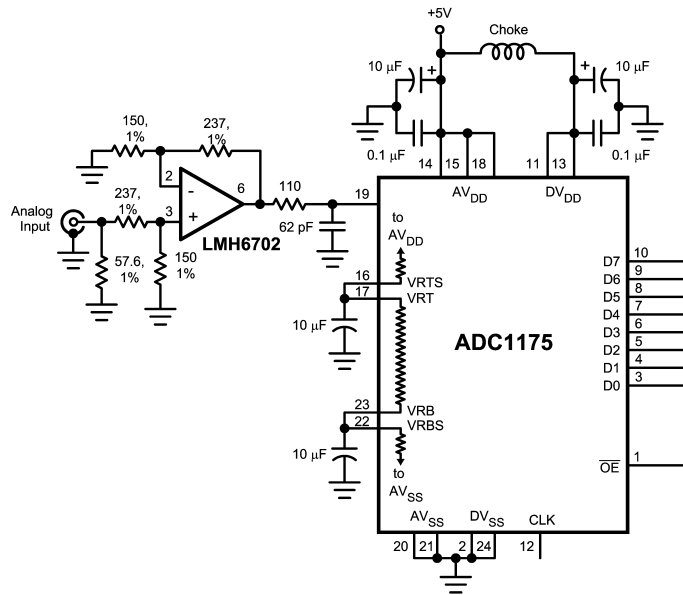 +5V
Choke
10 µF
+
+
10 µF
150,
1%
237,
1%
0.1 µF
14
15
18
11
13
0.1 µF
2
-
6
110
19
AVDD
DVDD
Analog
Input
237,
1%
3
+
LMH6702
62 pF
to
AVDD
57.6,
1%
150
1%
16
VRTS
17
VRT
10 µF
ADC1175
D7
10
D6
9
D5
8
D4
7
D3
6
D2
5
D1
4
D0
3
23
VRB
22
VRBS
10 µF
to
AVSS
OE
1
AVSS
DVSS
CLK
20
21
2
24
12